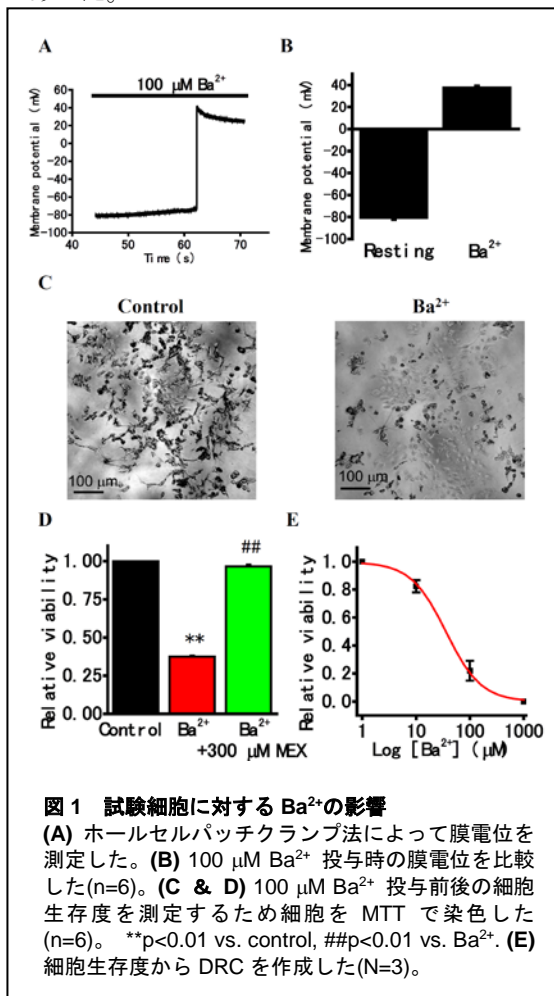 A
100 μM Ba²⁺
Membrane potential (mV)
60
40
20
0
-20
-40
-60
-80
-100
40 50 60 70 80
Time (s)
B
Membrane potential (mV)
40
0
-40
-80
-100
Resting Ba²⁺
C
Control
100 μm
Ba²⁺
100 μm
D
Relative viability
1.00
0.75
0.50
0.25
0.00
**
##
Control Ba²⁺ Ba²⁺
+300 μM MEX
E
Relative viability
1.0
0.8
0.6
0.4
0.2
0.0
1 10 100 1000
Log [Ba²⁺] (μM)
図 1 試験細胞に対する Ba²⁺の影響
(A) ホールセルパッチクランプ法によって膜電位を
測定した。(B) 100 μM Ba²⁺ 投与時の膜電位を比較
した(n=6)。(C & D) 100 μM Ba²⁺ 投与前後の細胞
生存度を測定するため細胞を MTT で染色した
(n=6)。 **p<0.01 vs. control, ##p<0.01 vs. Ba²⁺. (E)
細胞生存度から DRC を作成した(N=3)。